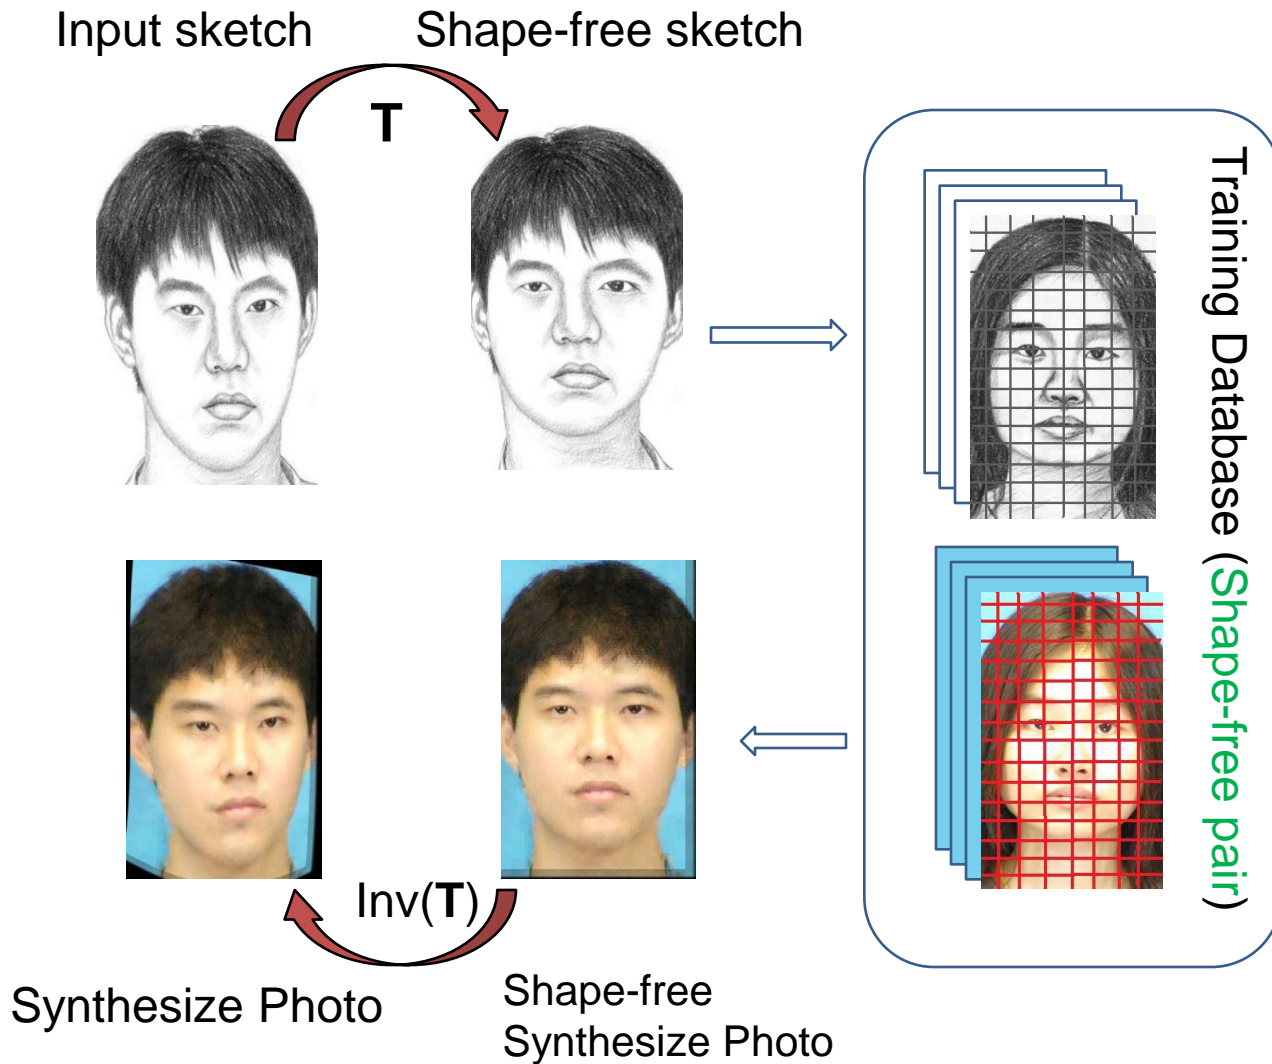 Input sketch
Shape-free sketch
T
Training Database (Shape-free pair)
Inv(T)
Synthesize Photo
Shape-free
Synthesize Photo